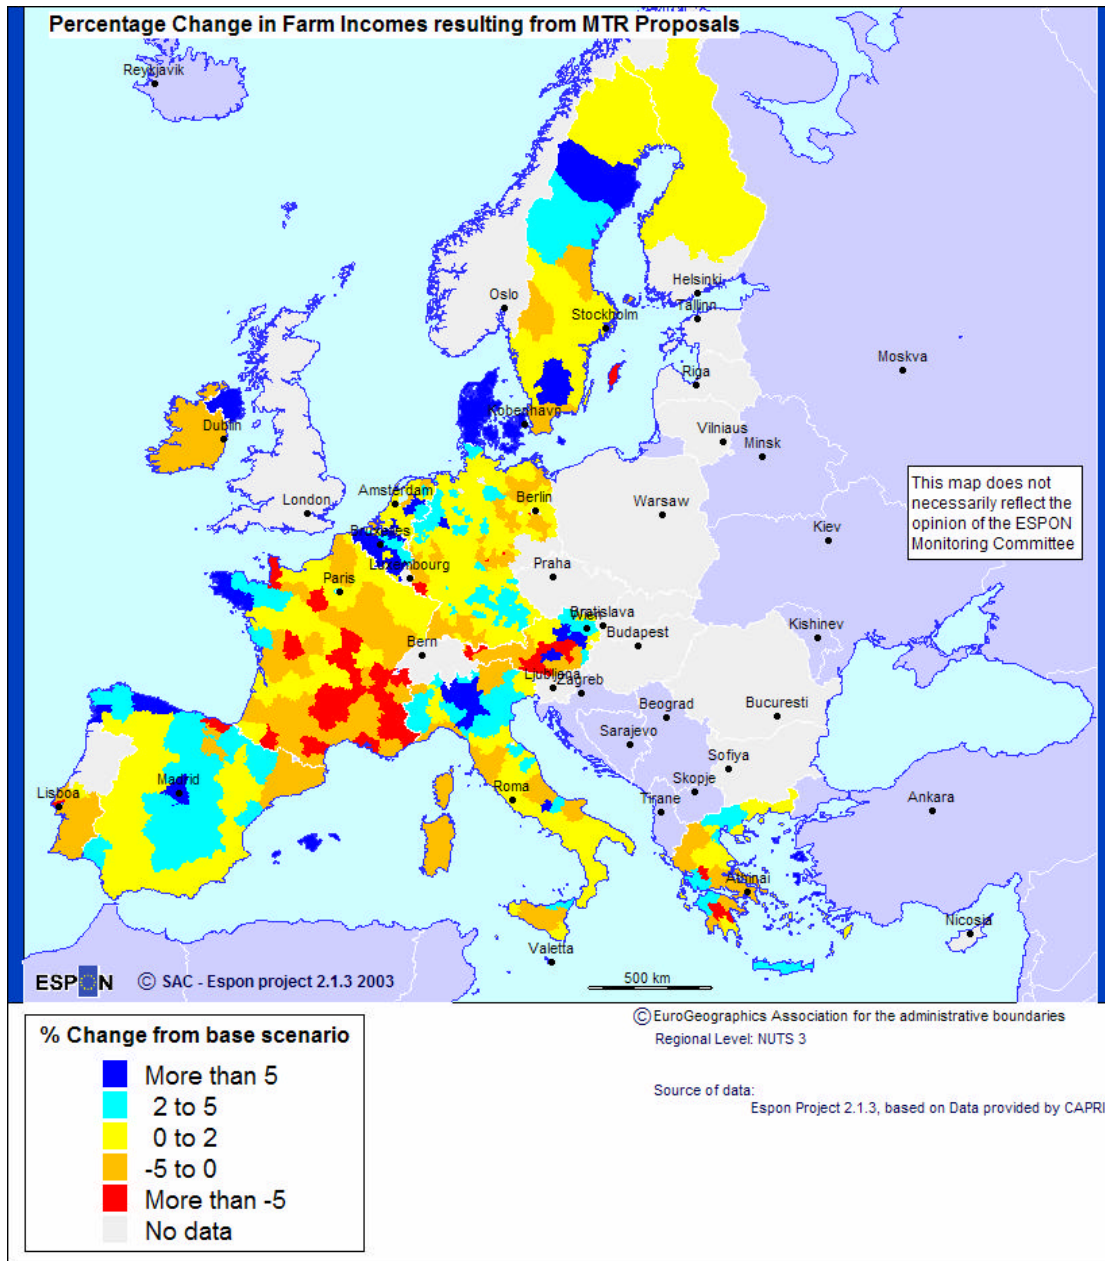 Percentage Change in Farm Incomes resulting from MTR Proposals
Reykjavik
Helsinki
Oslo
Tallinn
Stockholm
Moskva
Riga
København
Vilniaus
Dublin
Minsk
This map does not
necessarily reflect the
opinion of the ESPON
Monitoring Committee
Amsterdam
Berlin
Warsaw
London
Kiev
Bruxelles
Luxembourg
Praha
Paris
Bratislava
Wien
Kishinev
Budapest
Bern
Ljubljana
Zagreb
Beograd
Bucuresti
Sarajevo
Sofiya
Skopje
Madrid
Roma
Lisboa
Tirane
Ankara
Athinai
Nicosia
Valetta
ESPON © SAC - Espon project 2.1.3 2003
500 km
© EuroGeographics Association for the administrative boundaries
Regional Level: NUTS 3
Source of data:
Espon Project 2.1.3, based on Data provided by CAPRI
% Change from base scenario
More than 5
2 to 5
0 to 2
-5 to 0
More than -5
No data